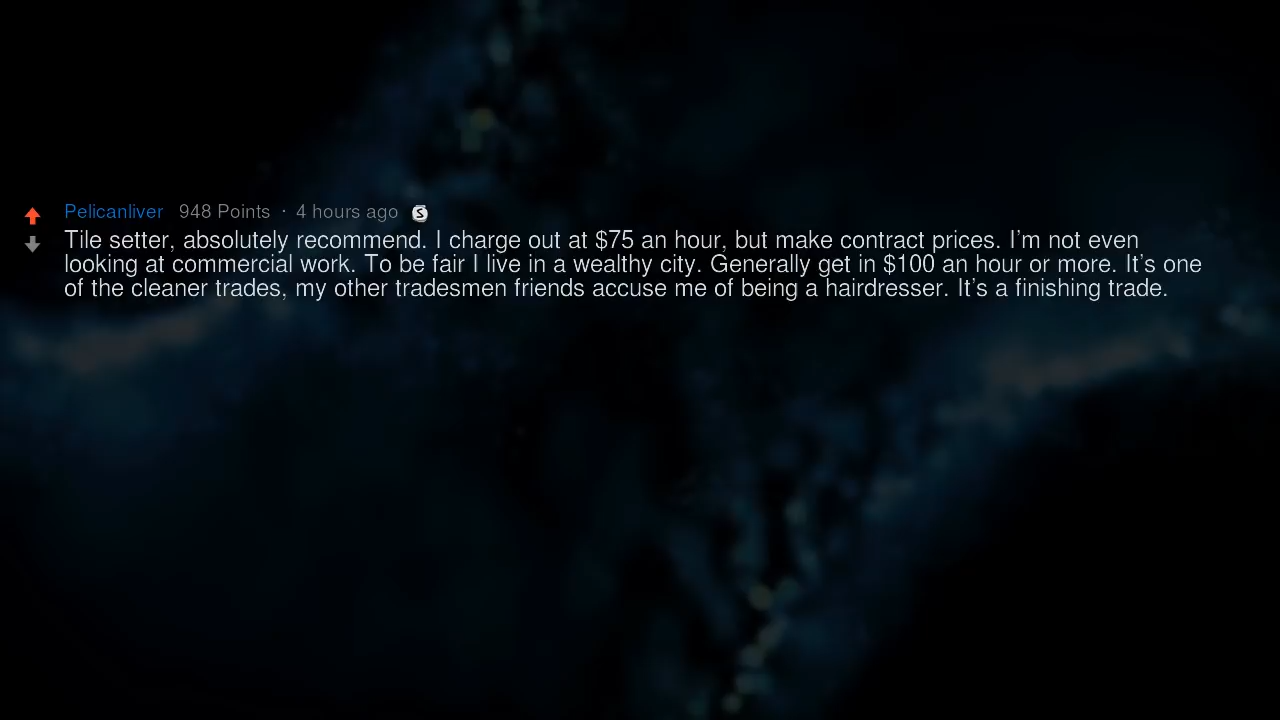 Pelicanliver 948 Points · 4 hours ago S
Tile setter, absolutely recommend. I charge out at $75 an hour, but make contract prices. I'm not even
looking at commercial work. To be fair I live in a wealthy city. Generally get in $100 an hour or more. It's one
of the cleaner trades, my other tradesmen friends accuse me of being a hairdresser. It's a finishing trade.